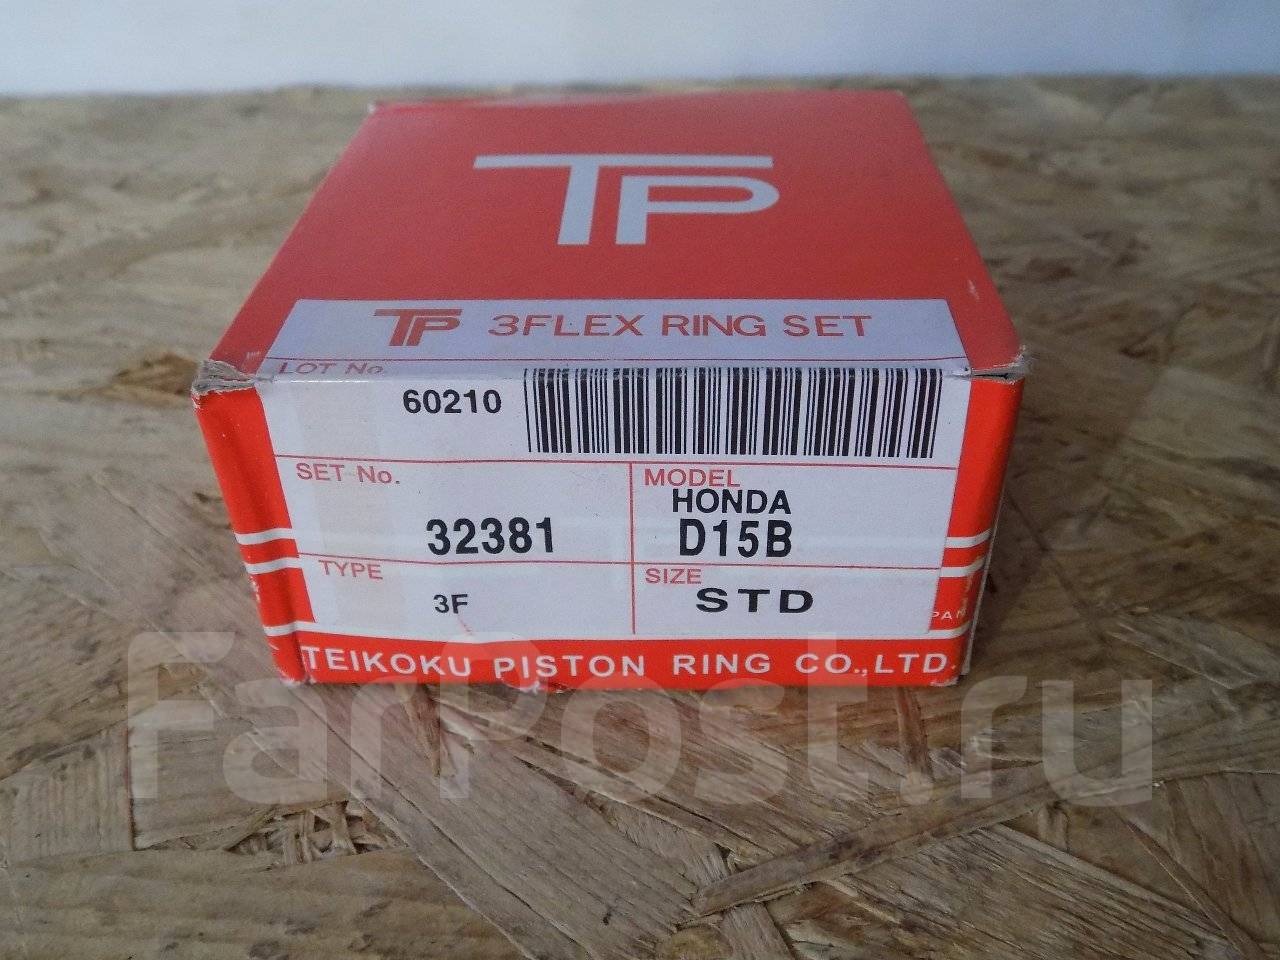 TP
TP 3FLEX RING SET
LOT No.
60210
SET No.
32381
MODEL
HONDA
D15B
TYPE
3F
SIZE
STD
PAN
TEIKOKU PISTON RING CO.,LTD.
FarPost.ru